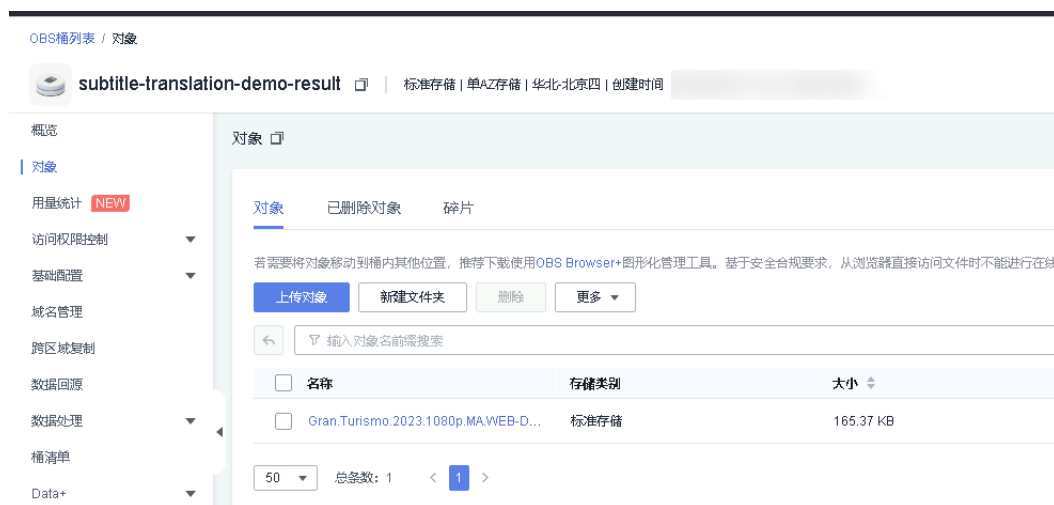 OBS桶列表 / 对象
subtitle-translation-demo-result
标准存储 | 单AZ存储 | 华北-北京四 | 创建时间
概览
对象
用量统计 NEW
访问权限控制
基础配置
域名管理
跨区域复制
数据回源
数据处理
桶清单
Data+
对象
对象 已删除对象 碎片
若需要将对象移动到桶内其他位置，推荐下载使用OBS Browser+图形化管理工具。基于安全合规要求，从浏览器直接访问文件时不能进行在线
上传对象 新建文件夹 删除 更多
输入对象名前缀搜索
名称 存储类别 大小
Gran.Turismo.2023.1080p.MA.WEB-D... 标准存储 165.37 KB
50 总条数: 1 < 1 >